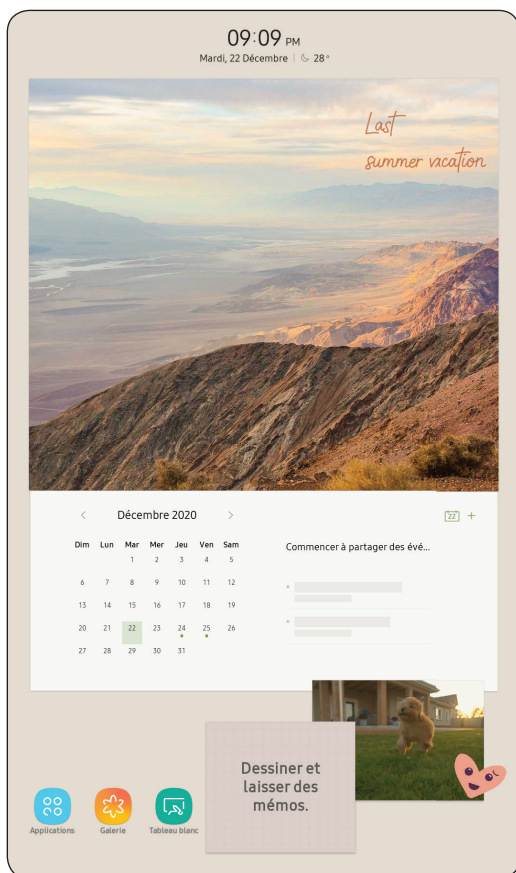 09:09 PM
Mardi, 22 Décembre | 28°
Last
summer vacation
< Décembre 2020 >
22 +
Dim Lun Mar Mer Jeu Ven Sam
1 2 3 4 5
Commencer à partager des évé...
6 7 8 9 10 11 12
13 14 15 16 17 18 19
20 21 22 23 24 25 26
27 28 29 30 31
Dessiner et
laisser des
mémos.
Applications Galerie Tableau blanc